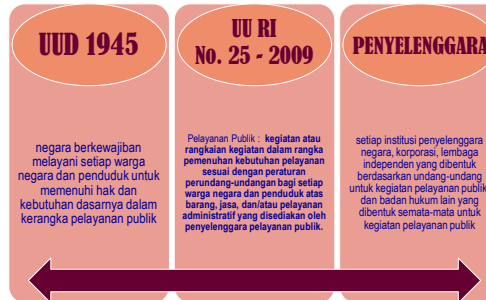 UUD 1945
negara berkewajiban
melayani setiap warga
negara dan penduduk untuk
memenuhi hak dan
kebutuhan dasarnya dalam
kerangka pelayanan publik
UU RI
No. 25 - 2009
Pelayanan Publik : kegiatan atau
rangkaian kegiatan dalam rangka
pemenuhan kebutuhan pelayanan
sesuai dengan peraturan
perundang-undangan bagi setiap
warga negara dan penduduk atas
barang, jasa, dan/atau pelayanan
administratif yang disediakan oleh
penyelenggara pelayanan publik.
PENYELENGGARA
setiap institusi penyelenggara
negara, korporasi, lembaga
independen yang dibentuk
berdasarkan undang-undang
untuk kegiatan pelayanan publik
dan badan hukum lain yang
dibentuk semata-mata untuk
kegiatan pelayanan publik